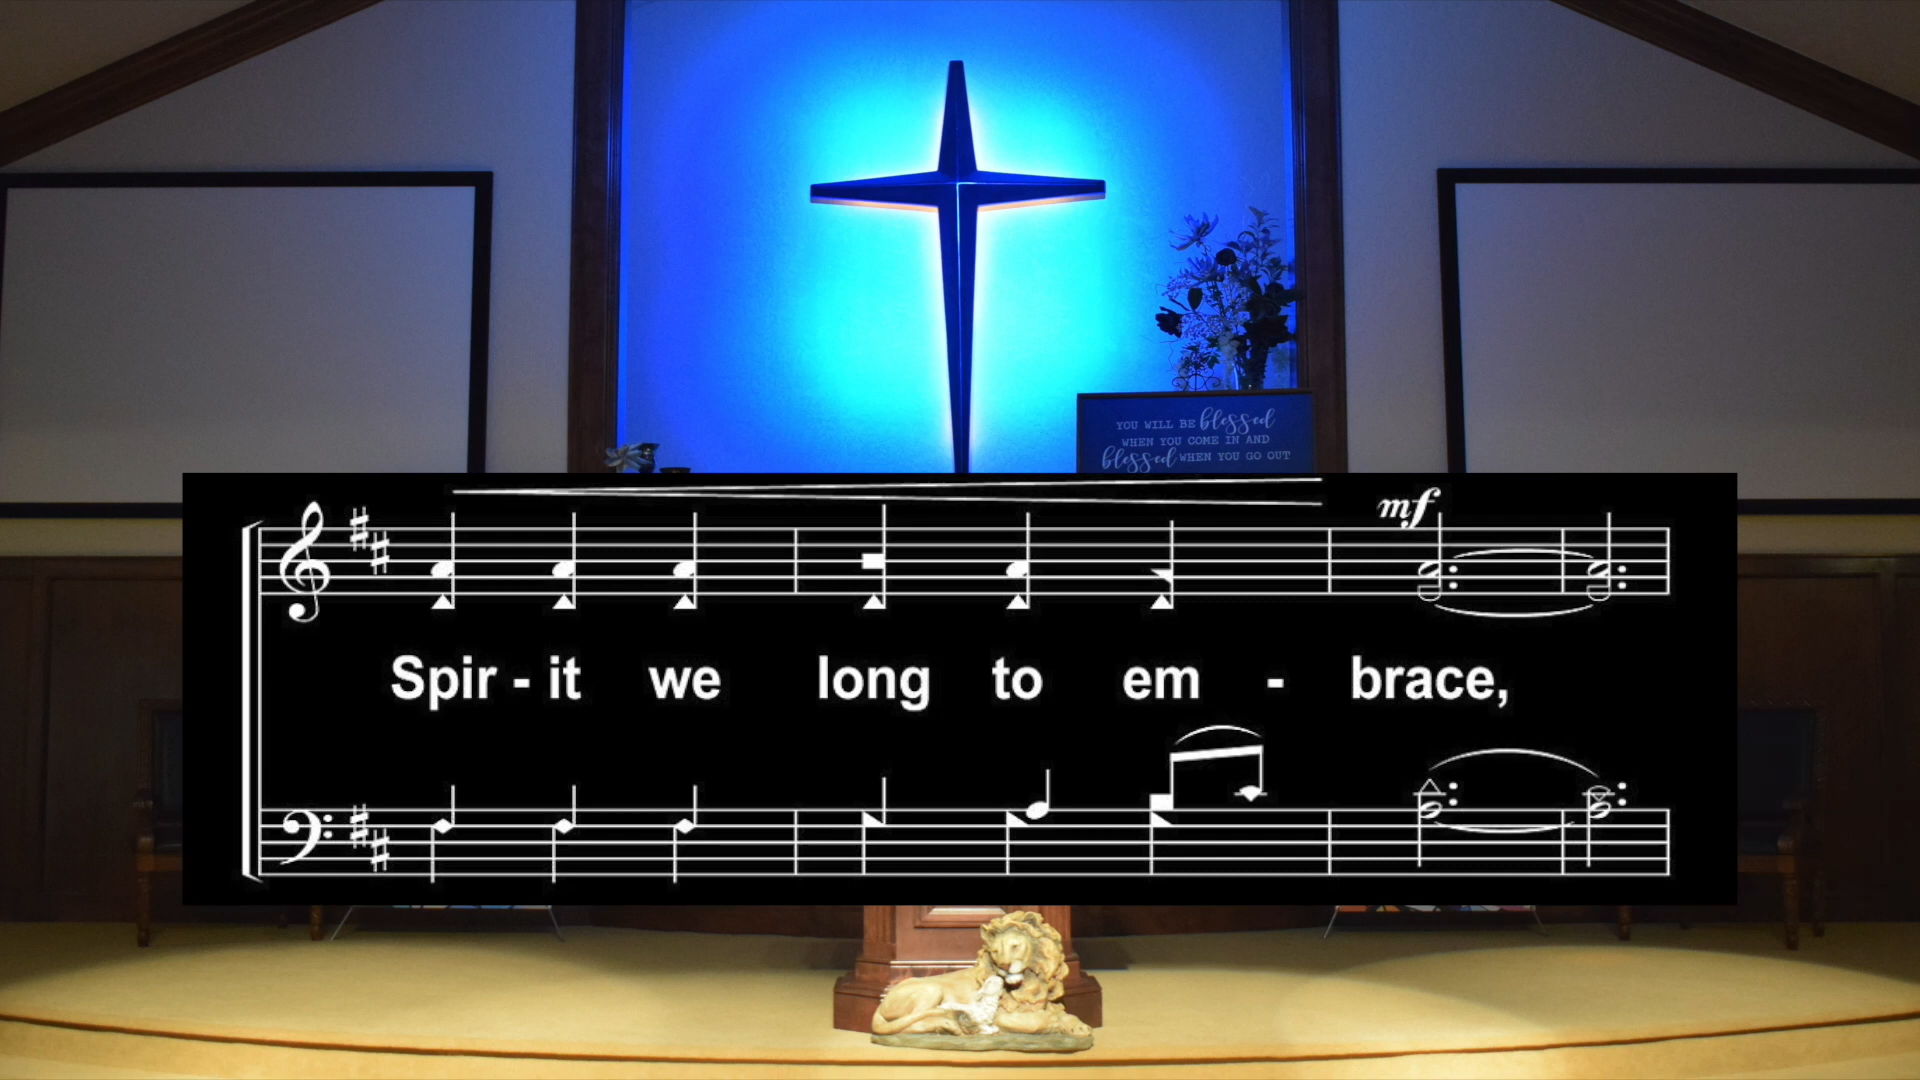 YOU WILL BE blessed
WHEN YOU COME IN AND
blessed WHEN YOU GO OUT
mf
Spir - it we long to em - brace,